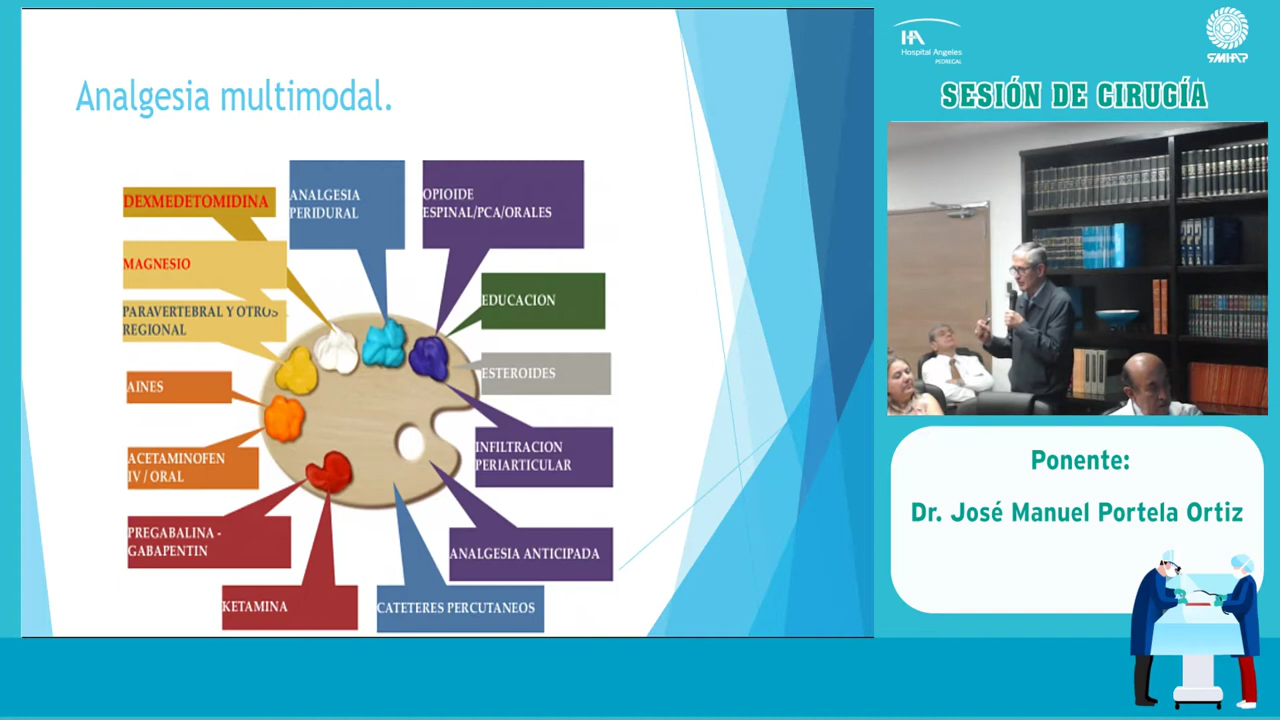 Analgesia multimodal.
DEXMEDETOMIDINA
ANALGESIA
PERIDURAL
OPIOIDE
ESPINAL/PCA/ORALES
MAGNESIO
EDUCACION
PARAVERTEBRAL Y OTROS
REGIONAL
ESTEROIDES
AINES
INFILTRACION
PERIARTICULAR
ACETAMINOFEN
IV / ORAL
PREGABALINA -
GABAPENTIN
ANALGESIA ANTICIPADA
KETAMINA
CATETERES PERCUTANEOS
HA
Hospital Angeles
PEDREGAL
SMHAP
SESIÓN DE CIRUGÍA
Ponente:
Dr. José Manuel Portela Ortiz